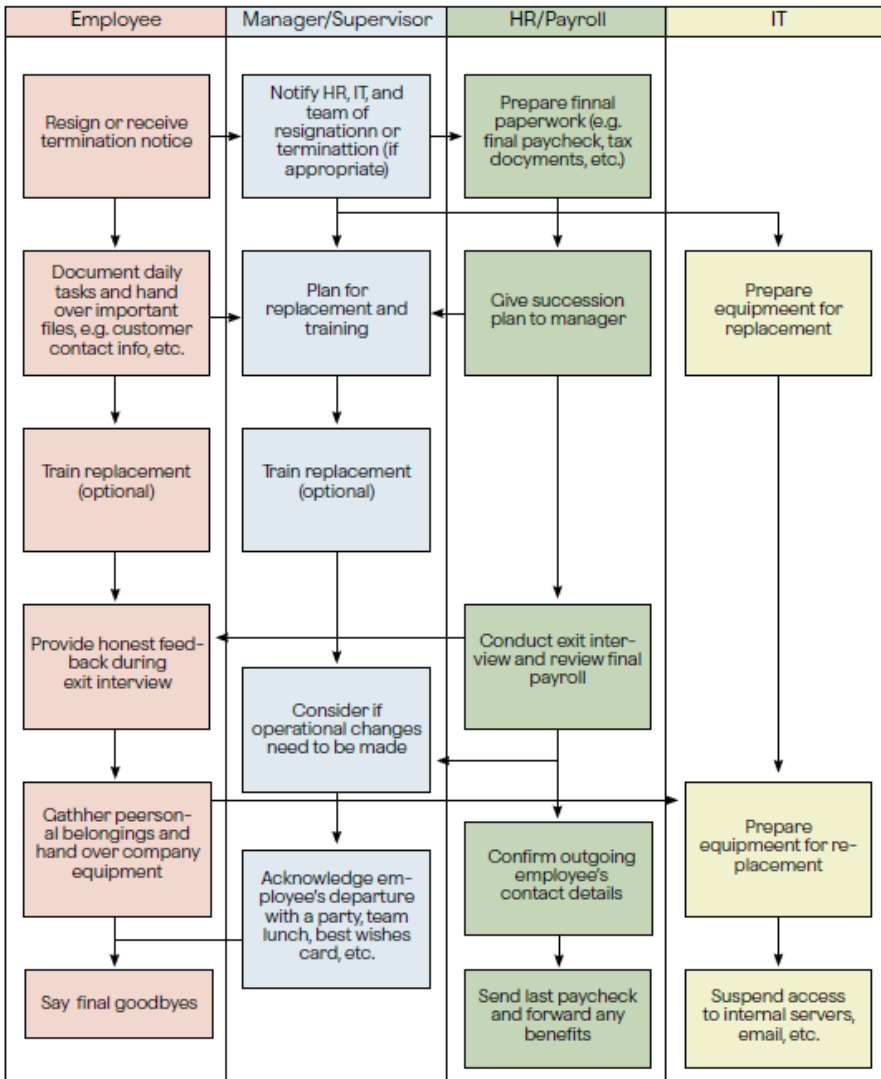 Employee
Manager/Supervisor
HR/Payroll
IT
Resign or receive
termination notice
Notify HR, IT, and
team of
resignationn or
terminattion (if
appropriate)
Prepare finnal
paperwork (e.g.
final paycheck, tax
docyments, etc.)
Document daily
tasks and hand
over important
files, e.g. customer
contact info, etc.
Plan for
replacement and
training
Give succession
plan to manager
Prepare
equipmeent for
replacement
Train replacement
(optional)
Train replacement
(optional)
Provide honest feed-
back during
exit interview
Conduct exit inter-
view and review final
payroll
Consider if
operational changes
need to be made
Gathher peerson-
al belongings and
hand over company
equipment
Prepare
equipmeent for re-
placement
Confirm outgoing
employee's
contact details
Acknowledge em-
ployee's departure
with a party, team
lunch, best wishes
card, etc.
Say final goodbyes
Send last paycheck
and forward any
benefits
Suspend access
to internal servers,
email, etc.